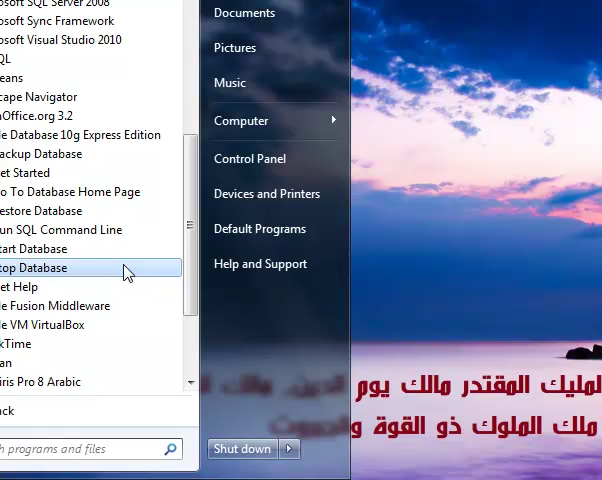 osoft SQL Server 2008
osoft Sync Framework
osoft Visual Studio 2010
QL
eans
cape Navigator
nOffice.org 3.2
le Database 10g Express Edition
ackup Database
et Started
o To Database Home Page
estore Database
un SQL Command Line
tart Database
top Database
et Help
le Fusion Middleware
le VM VirtualBox
kTime
an
iris Pro 8 Arabic
ack
h programs and files
Documents
Pictures
Music
Computer
Control Panel
Devices and Printers
Default Programs
Help and Support
Shut down
المليك المقتدر مالك يوم الدين, مالك
ملك الملوك ذو القوة والجبروت